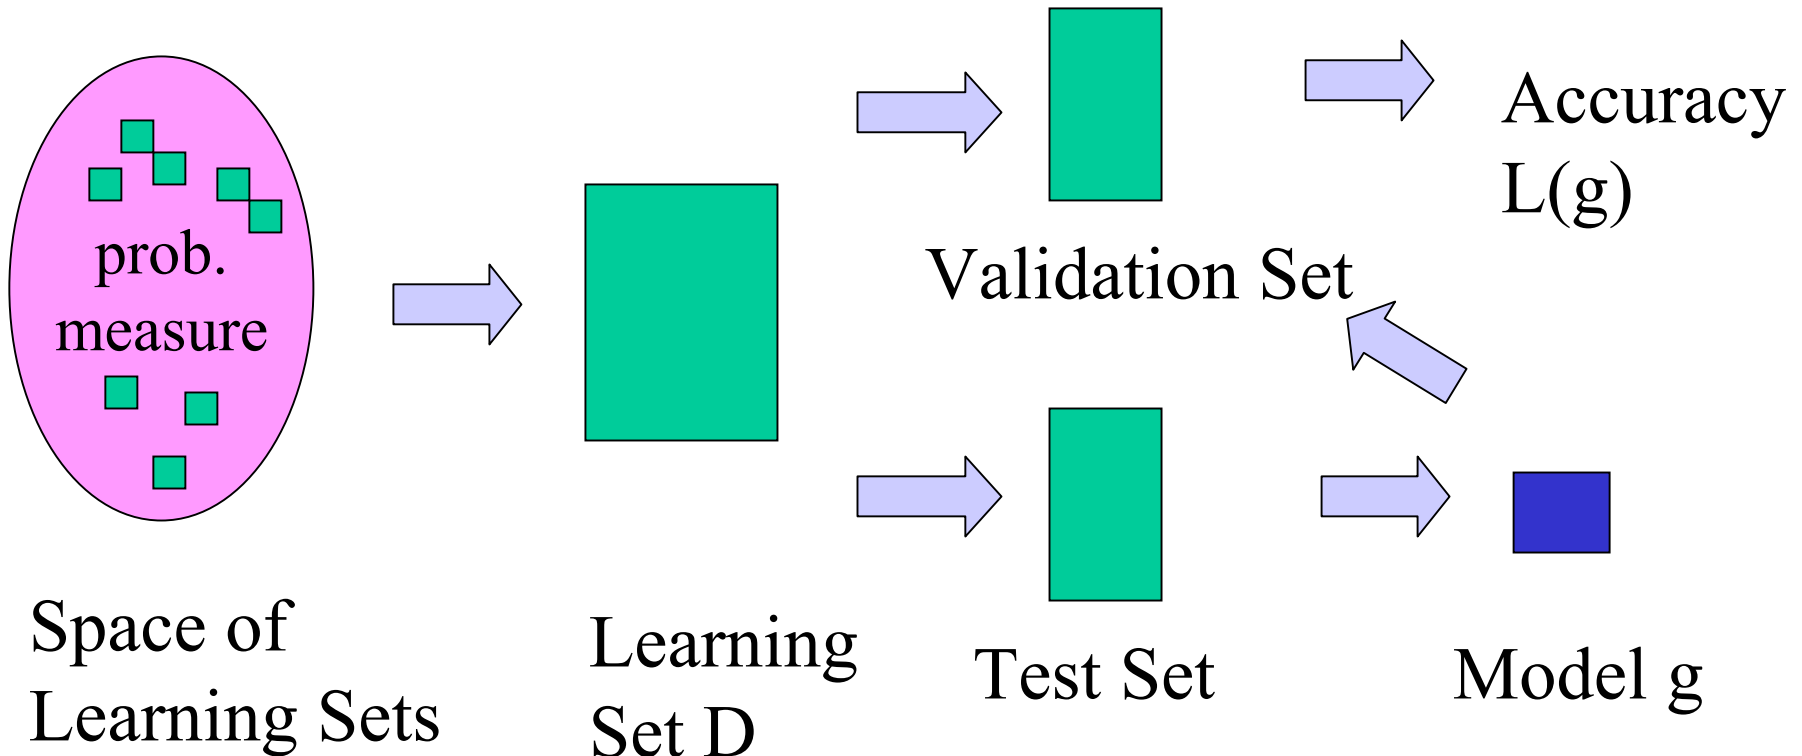 prob.
measure
Space of
Learning Sets
Learning
Set D
Validation Set
Test Set
Accuracy
L(g)
Model g